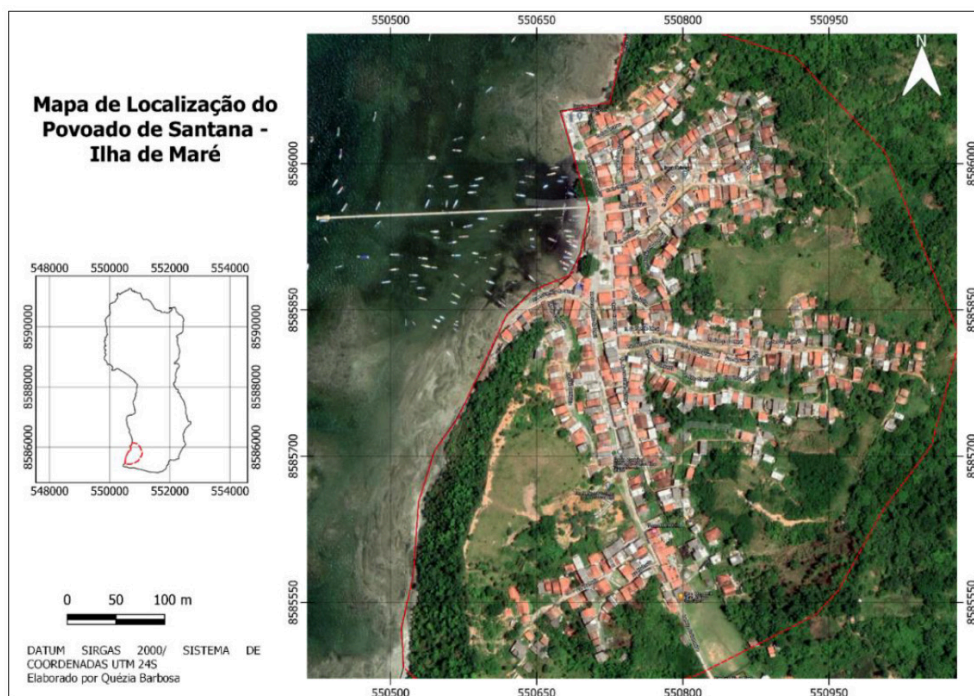 Mapa de Localização do
Povoado de Santana -
Ilha de Maré
548000 550000 552000 554000
8590000 8590000
8588000 8588000
8586000 8586000
548000 550000 552000 554000
0 50 100 m
DATUM SIRGAS 2000/ SISTEMA DE
COORDENADAS UTM 24S
Elaborado por Quézia Barbosa
550500 550650 550800 550950
N
8586000 8586000
8585850 8585850
8585700 8585700
8585550 8585550
550500 550650 550800 550950